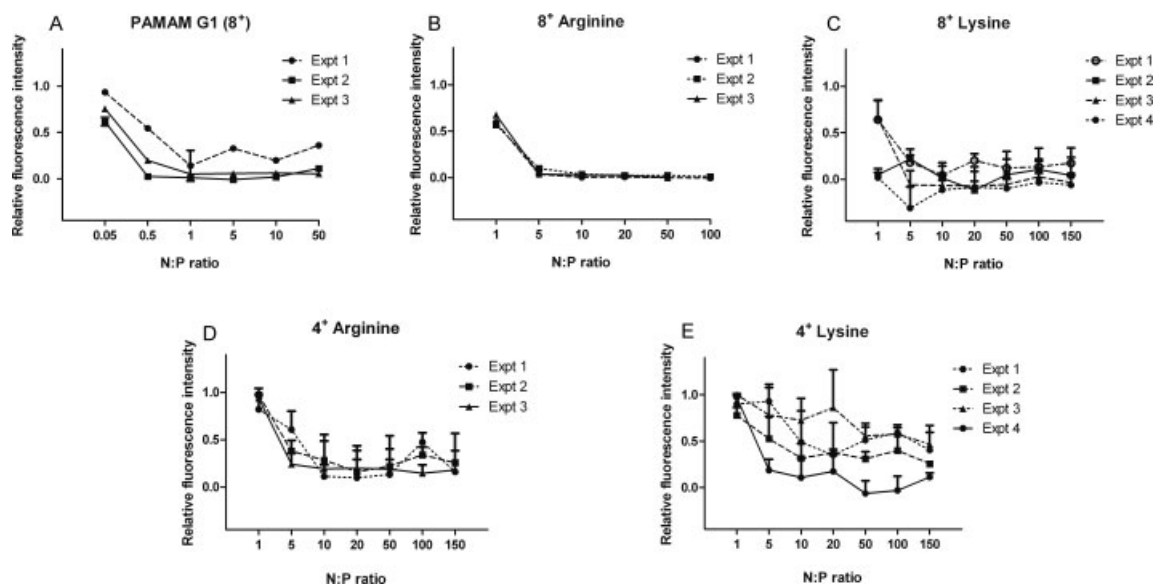 A
PAMAM G1 (8⁺)
Relative fluorescence intensity
1.0
0.5
0.0
Expt 1
Expt 2
Expt 3
0.05 0.5 1 5 10 50
N:P ratio
B
8⁺ Arginine
Relative fluorescence intensity
1.0
0.5
0.0
Expt 1
Expt 2
Expt 3
1 5 10 20 50 100
N:P ratio
C
8⁺ Lysine
Relative fluorescence intensity
1.0
0.5
0.0
Expt 1
Expt 2
Expt 3
Expt 4
1 5 10 20 50 100 150
N:P ratio
D
4⁺ Arginine
Relative fluorescence intensity
1.0
0.5
0.0
Expt 1
Expt 2
Expt 3
1 5 10 20 50 100 150
N:P ratio
E
4⁺ Lysine
Relative fluorescence intensity
1.0
0.5
0.0
Expt 1
Expt 2
Expt 3
Expt 4
1 5 10 20 50 100 150
N:P ratio